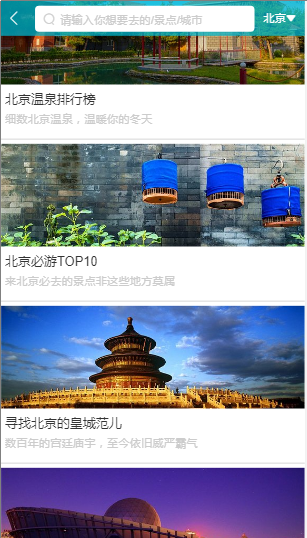 请输入你想要去的/景点/城市
北京
北京温泉排行榜
细数北京温泉，温暖你的冬天
北京必游TOP10
来北京必去的景点非这些地方莫属
寻找北京的皇城范儿
数百年的宫廷庙宇，至今依旧威严霸气